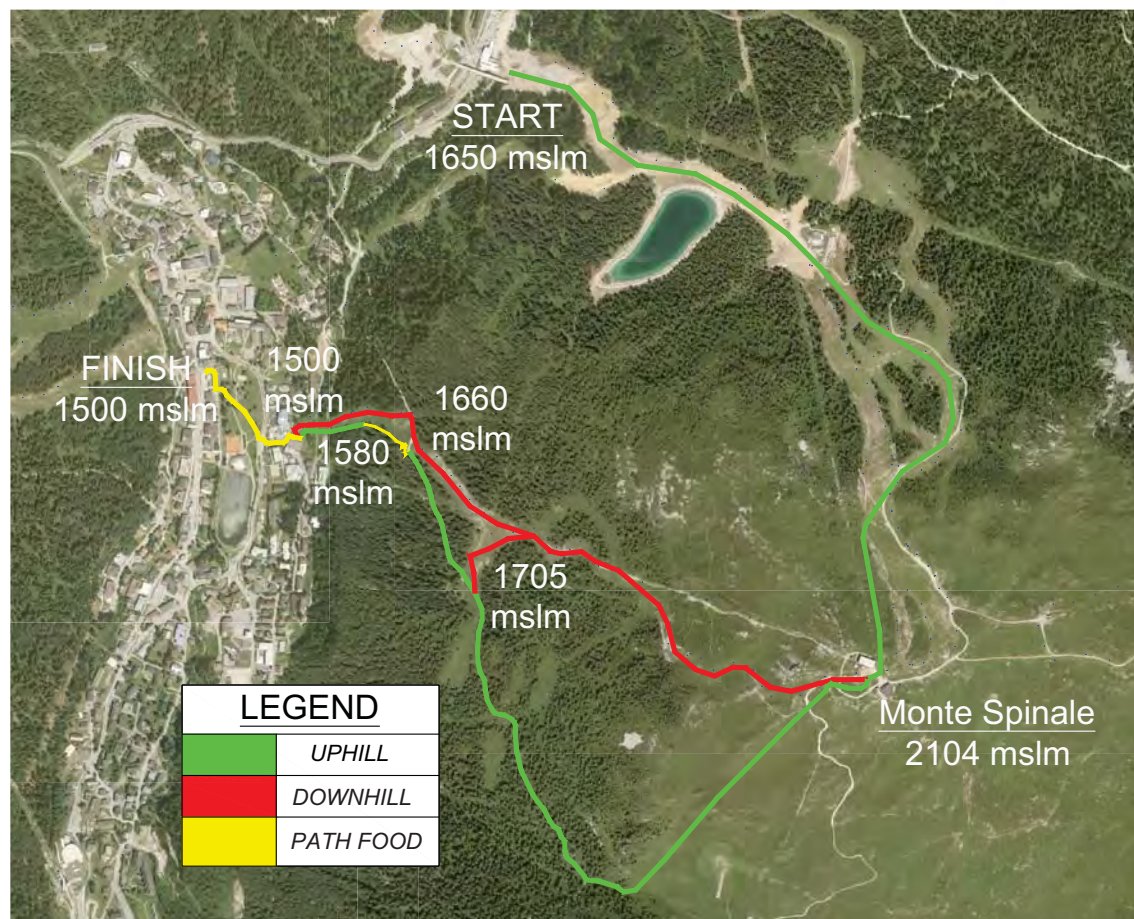 START
1650 mslm
FINISH
1500 mslm
1500
mslm
1580
mslm
1660
mslm
1705
mslm
Monte Spinale
2104 mslm
LEGEND
UPHILL
DOWNHILL
PATH FOOD